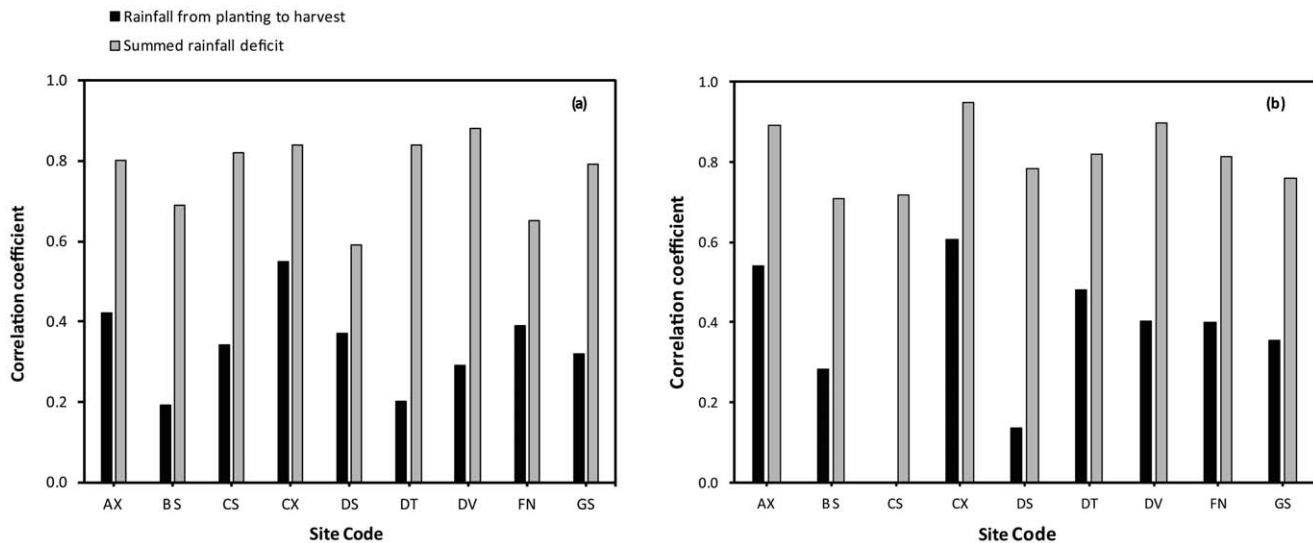 Rainfall from planting to harvest
Summed rainfall deficit
(a)
Correlation coefficient
1.0
0.8
0.6
0.4
0.2
0.0
AX BS CS CX DS DT DV FN GS
Site Code
(b)
Correlation coefficient
1.0
0.8
0.6
0.4
0.2
0.0
AX BS CS CX DS DT DV FN GS
Site Code